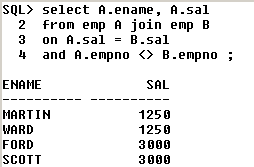 SQL> select A.ename, A.sal
2 from emp A join emp B
3 on A.sal = B.sal
4 and A.empno <> B.empno ;
ENAME SAL
---------- ----------
MARTIN 1250
WARD 1250
FORD 3000
SCOTT 3000